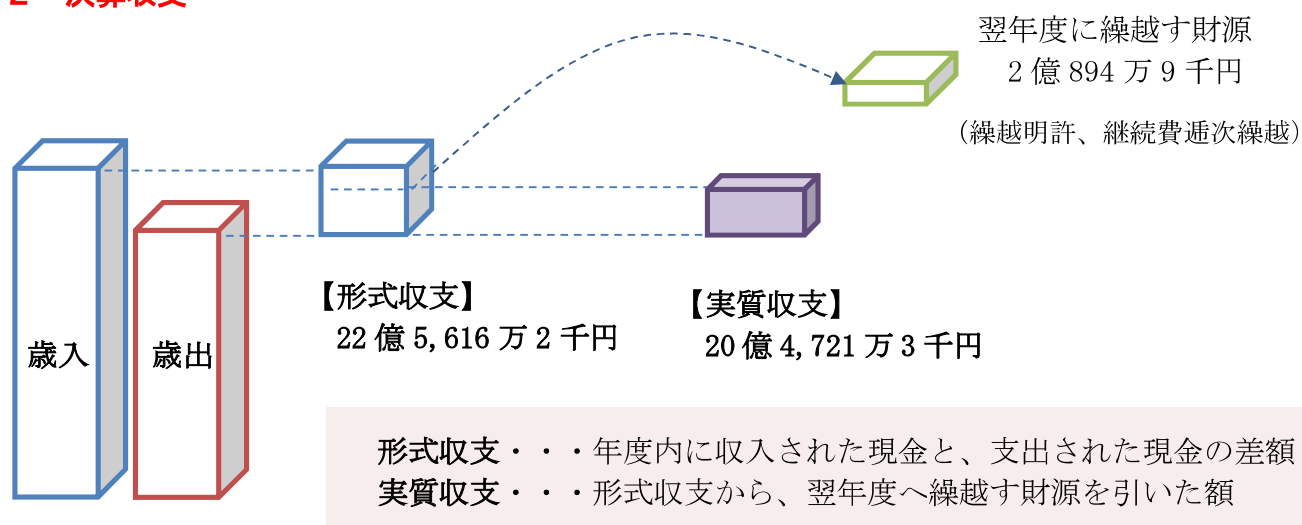 翌年度に繰越す財源
2億894万9千円
（繰越明許、継続費逓次繰越）
歳入
歳出
【形式収支】
22億5,616万2千円
【実質収支】
20億4,721万3千円
形式収支・・・年度内に収入された現金と、支出された現金の差額
実質収支・・・形式収支から、翌年度へ繰越す財源を引いた額